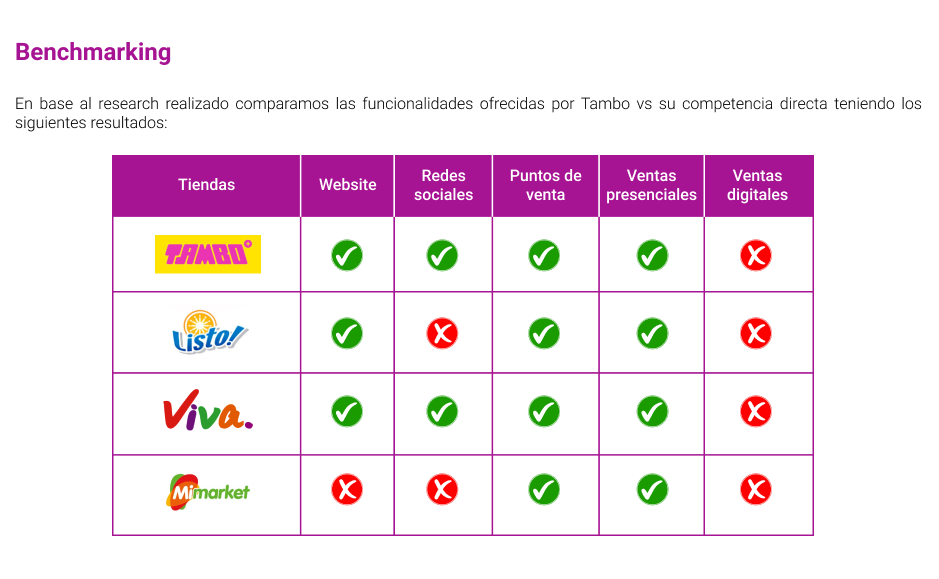 Benchmarking
En base al research realizado comparamos las funcionalidades ofrecidas por Tambo vs su competencia directa teniendo los
siguientes resultados:
Tiendas Website Redes sociales Puntos de venta Ventas presenciales Ventas digitales
TAMBO+
Listo!
Viva.
Mimarket